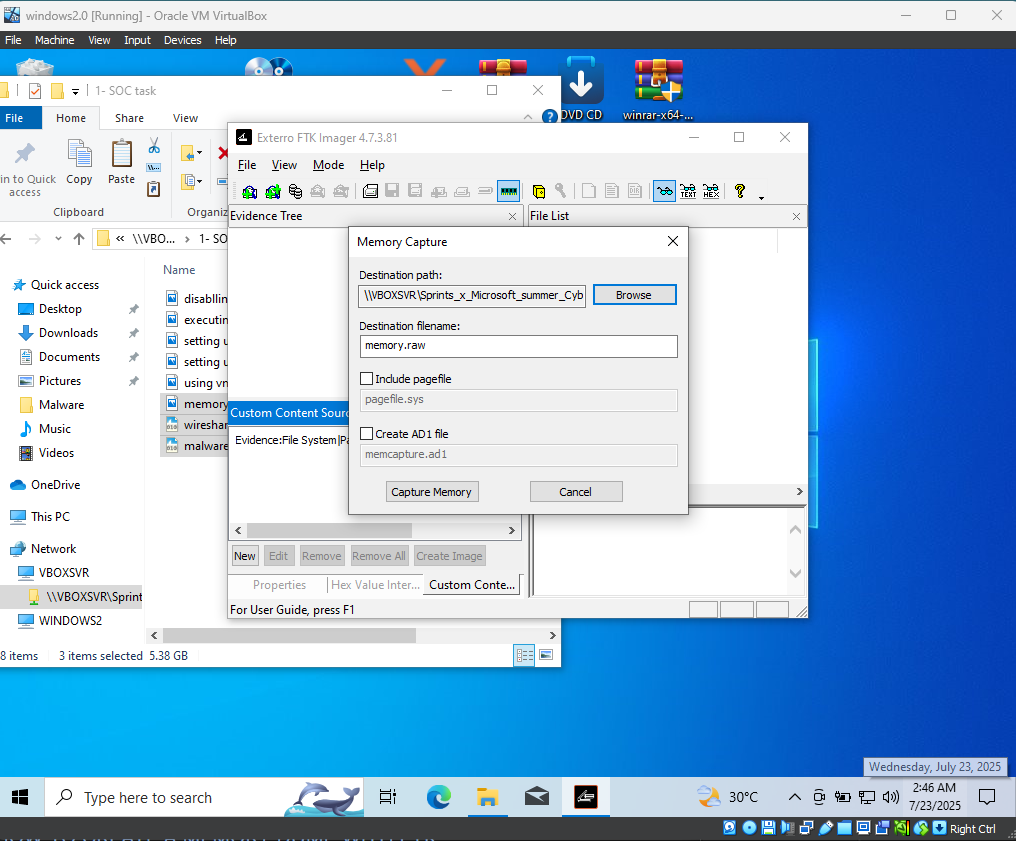 windows2.0 [Running] - Oracle VM VirtualBox
File Machine View Input Devices Help
1- SOC task
File Home Share View
DVD CD
winrar-x64-...
in to Quick
access
Copy
Paste
Clipboard
Organiz
« \\VBO... › 1- SO
Name
Quick access
Desktop
Downloads
Documents
Pictures
Malware
Music
Videos
OneDrive
This PC
Network
VBOXSVR
\\VBOXSVR\Sprint
WINDOWS2
disabllin
executin
setting u
setting u
using vn
memory
wireshar
malware
8 items 3 items selected 5.38 GB
Exterro FTK Imager 4.7.3.81
File View Mode Help
TEXT
HEX
Evidence Tree
File List
Custom Content Sourc
Evidence:File System|Pa
New Edit Remove Remove All Create Image
Properties Hex Value Inter... Custom Conte...
For User Guide, press F1
Memory Capture
Destination path:
\\VBOXSVR\Sprints_x_Microsoft_summer_Cyb
Browse
Destination filename:
memory.raw
Include pagefile
pagefile.sys
Create AD1 file
memcapture.ad1
Capture Memory Cancel
Wednesday, July 23, 2025
Type here to search
30°C
2:46 AM
7/23/2025
Right Ctrl